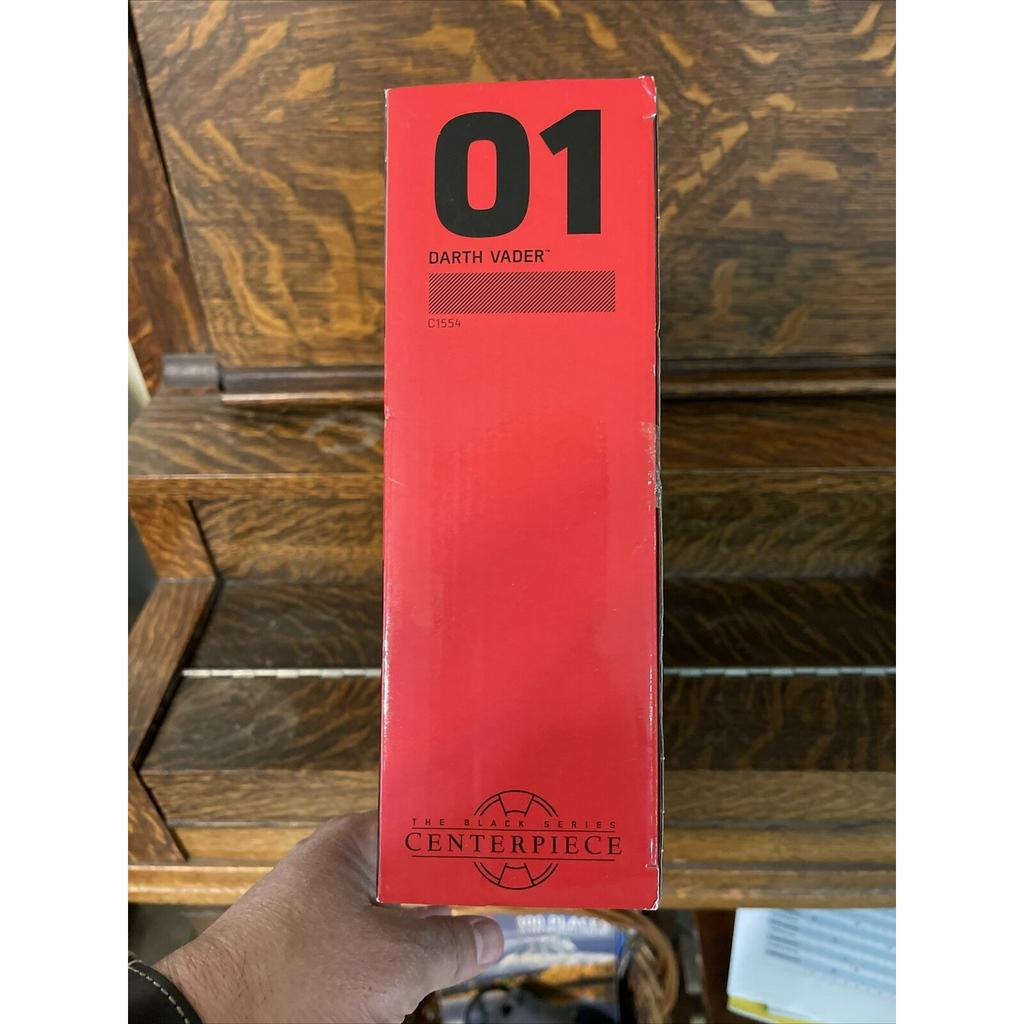 01
DARTH VADER™
C1554
THE BLACK SERIES
CENTERPIECE